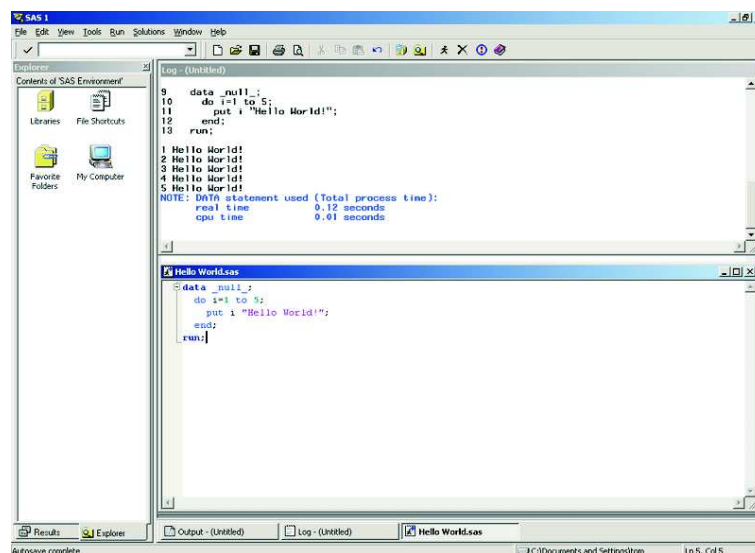 SAS 1
File Edit View Tools Run Solutions Window Help
Explorer
Contents of 'SAS Environment'
Libraries File Shortcuts
Favorite Folders My Computer
Log - (Untitled)
9 data _null_;
10 do i=1 to 5;
11 put i "Hello World!";
12 end;
13 run;
1 Hello World!
2 Hello World!
3 Hello World!
4 Hello World!
5 Hello World!
NOTE: DATA statement used (Total process time):
real time 0.12 seconds
cpu time 0.01 seconds
Hello World.sas
data _null_;
do i=1 to 5;
put i "Hello World!";
end;
run;
Results Explorer
Output - (Untitled) Log - (Untitled) Hello World.sas
Autosave complete C:\Documents and Settings\tom Ln 5, Col 5